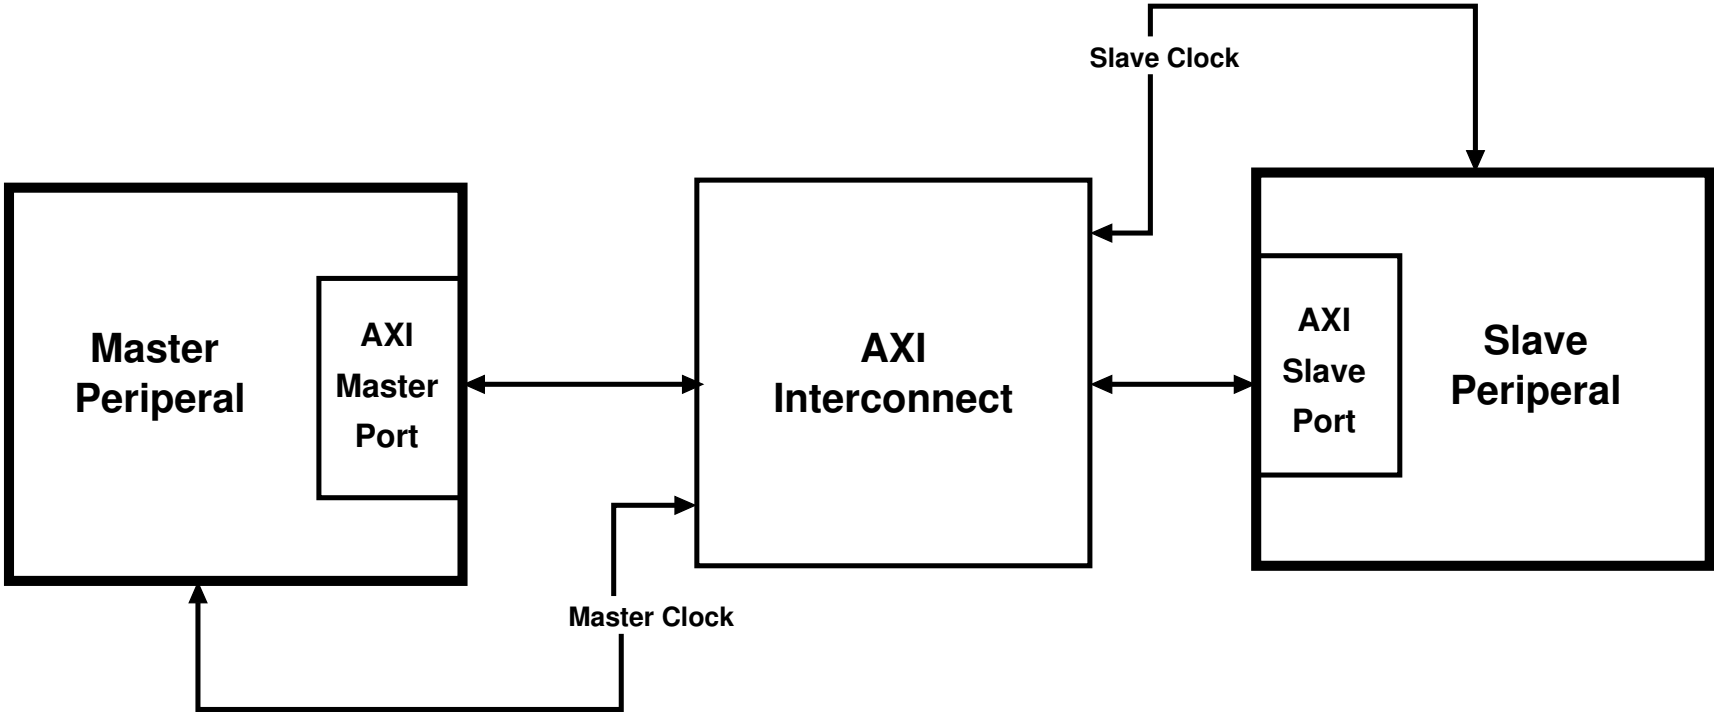 Slave Clock
Master
Periperal
AXI
Master
Port
AXI
Interconnect
AXI
Slave
Port
Slave
Periperal
Master Clock